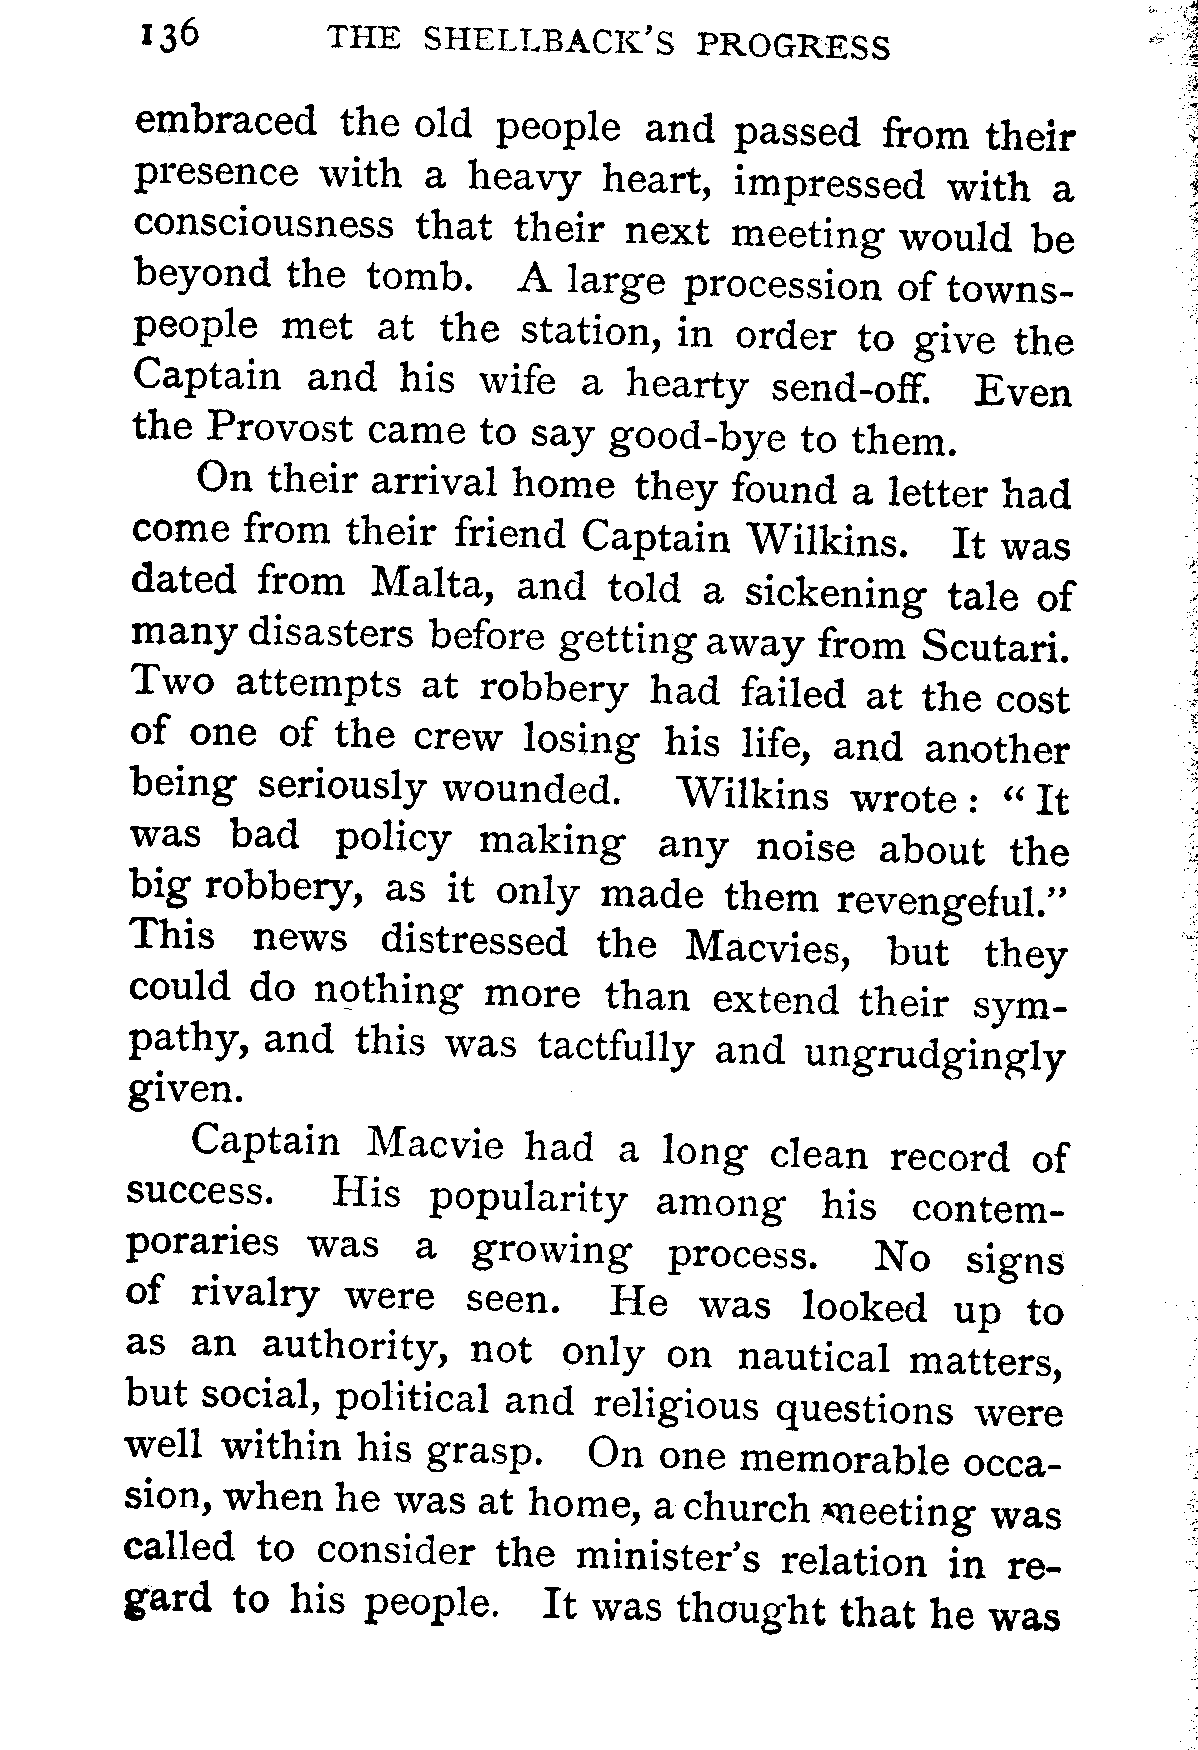 136 THE SHELLBACK'S PROGRESS
embraced the old people and passed from their
presence with a heavy heart, impressed with a
consciousness that their next meeting would be
beyond the tomb. A large procession of towns-
people met at the station, in order to give the
Captain and his wife a hearty send-off. Even
the Provost came to say good-bye to them.
On their arrival home they found a letter had
come from their friend Captain Wilkins. It was
dated from Malta, and told a sickening tale of
many disasters before getting away from Scutari.
Two attempts at robbery had failed at the cost
of one of the crew losing his life, and another
being seriously wounded. Wilkins wrote: "It
was bad policy making any noise about the
big robbery, as it only made them revengeful."
This news distressed the Macvies, but they
could do nothing more than extend their sym-
pathy, and this was tactfully and ungrudgingly
given.
Captain Macvie had a long clean record of
success. His popularity among his contem-
poraries was a growing process. No signs
of rivalry were seen. He was looked up to
as an authority, not only on nautical matters,
but social, political and religious questions were
well within his grasp. On one memorable occa-
sion, when he was at home, a church meeting was
called to consider the minister's relation in re-
gard to his people. It was thought that he was